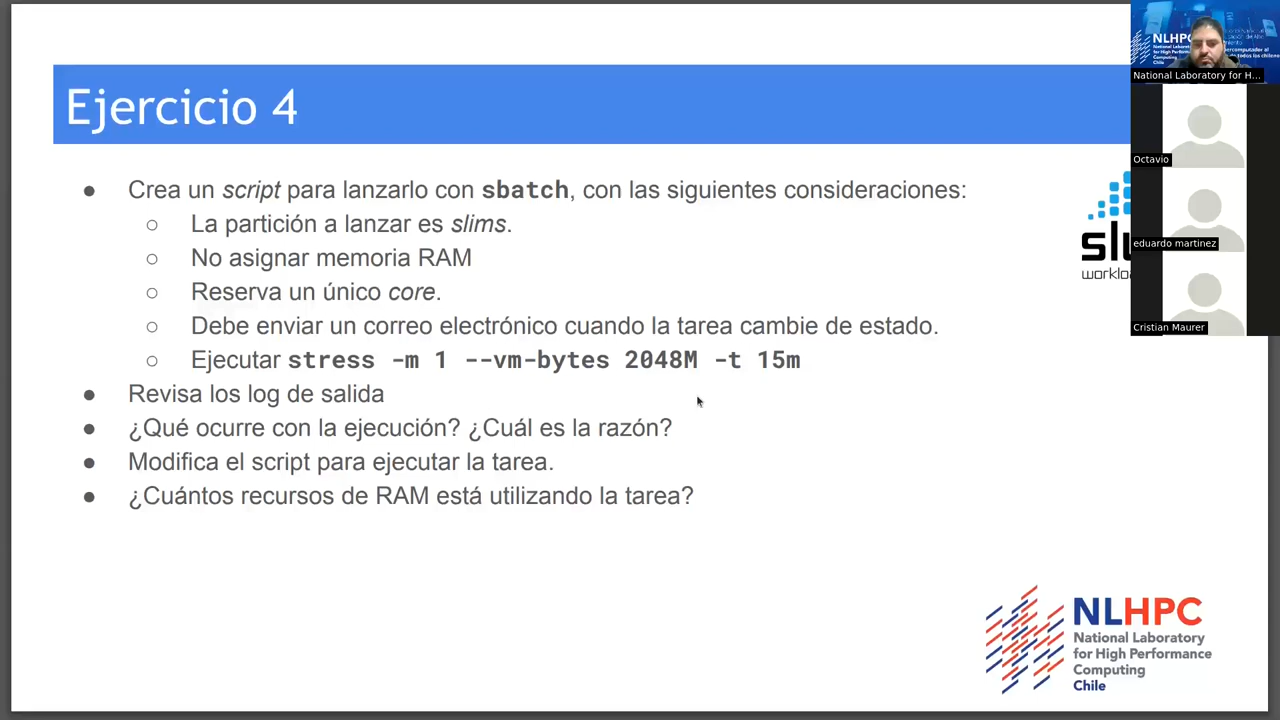 Ejercicio 4
● Crea un script para lanzarlo con sbatch, con las siguientes consideraciones:
○ La partición a lanzar es slims.
○ No asignar memoria RAM
○ Reserva un único core.
○ Debe enviar un correo electrónico cuando la tarea cambie de estado.
○ Ejecutar stress -m 1 --vm-bytes 2048M -t 15m
● Revisa los log de salida
● ¿Qué ocurre con la ejecución? ¿Cuál es la razón?
● Modifica el script para ejecutar la tarea.
● ¿Cuántos recursos de RAM está utilizando la tarea?
slu
workloa
NLHPC
National Laboratory
for High Performance
Computing
Chile
NLHPC
National Laboratory for H...
Octavio
eduardo martinez
Cristian Maurer